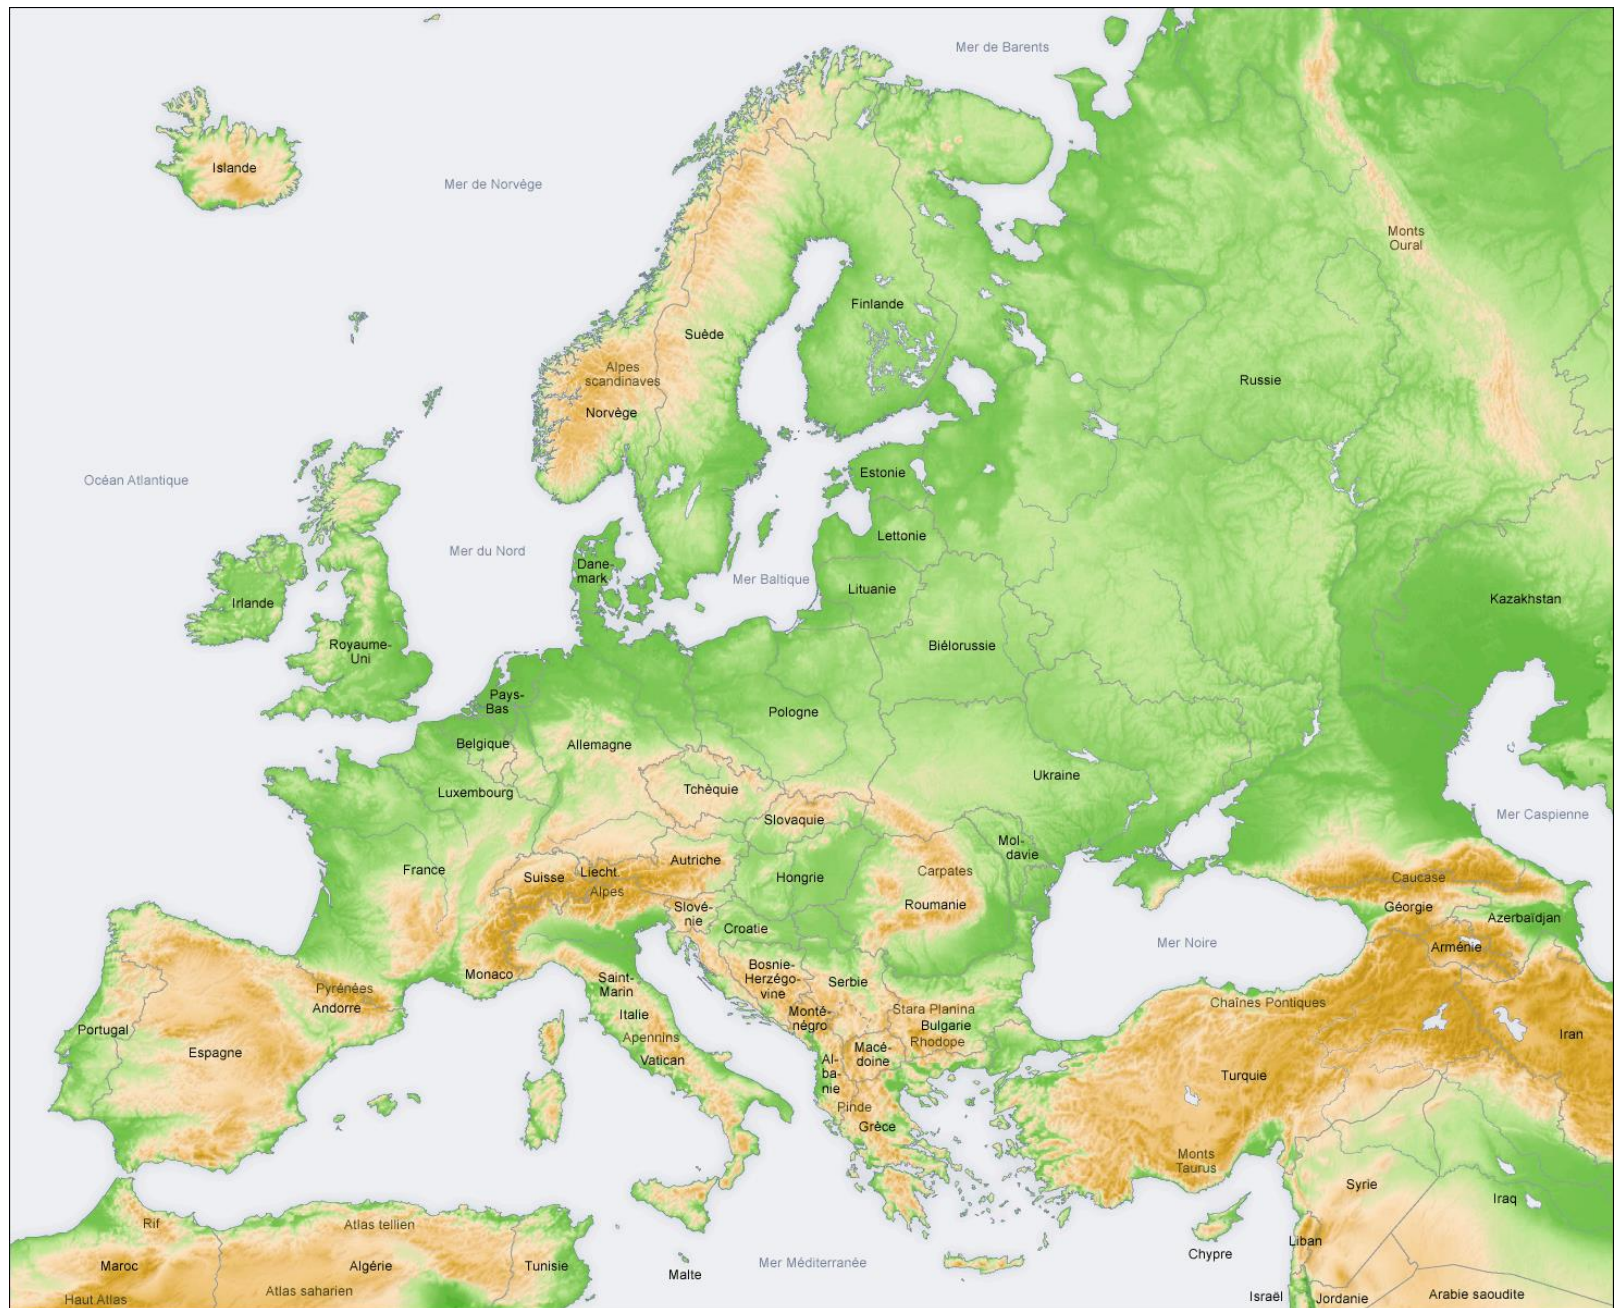 Mer de Barents
Islande
Mer de Norvège
Monts
Oural
Finlande
Suède
Alpes
scandinaves
Russie
Norvège
Estonie
Océan Atlantique
Lettonie
Mer du Nord
Dane-
mark
Mer Baltique
Lituanie
Kazakhstan
Irlande
Royaume-
Uni
Biélorussie
Pays-
Bas
Pologne
Belgique
Allemagne
Ukraine
Luxembourg
Tchéquie
Slovaquie
Mer Caspienne
Mol-
davie
Autriche
France
Suisse
Liecht.
Hongrie
Carpates
Caucase
Alpes
Roumanie
Géorgie
Slové-
nie
Azerbaïdjan
Croatie
Mer Noire
Arménie
Monaco
Bosnie-
Herzégo-
vine
Saint-
Marin
Serbie
Pyrénées
Andorre
Chaînes Pontiques
Stara Planina
Monté-
négro
Italie
Bulgarie
Portugal
Apennins
Rhodope
Iran
Espagne
Macé-
doine
Vatican
Al-
ba-
nie
Turquie
Pinde
Grèce
Monts
Taurus
Syrie
Iraq
Rif
Atlas tellien
Liban
Chypre
Maroc
Algérie
Tunisie
Malte
Mer Méditerranée
Atlas saharien
Haut Atlas
Israël
Jordanie
Arabie saoudite